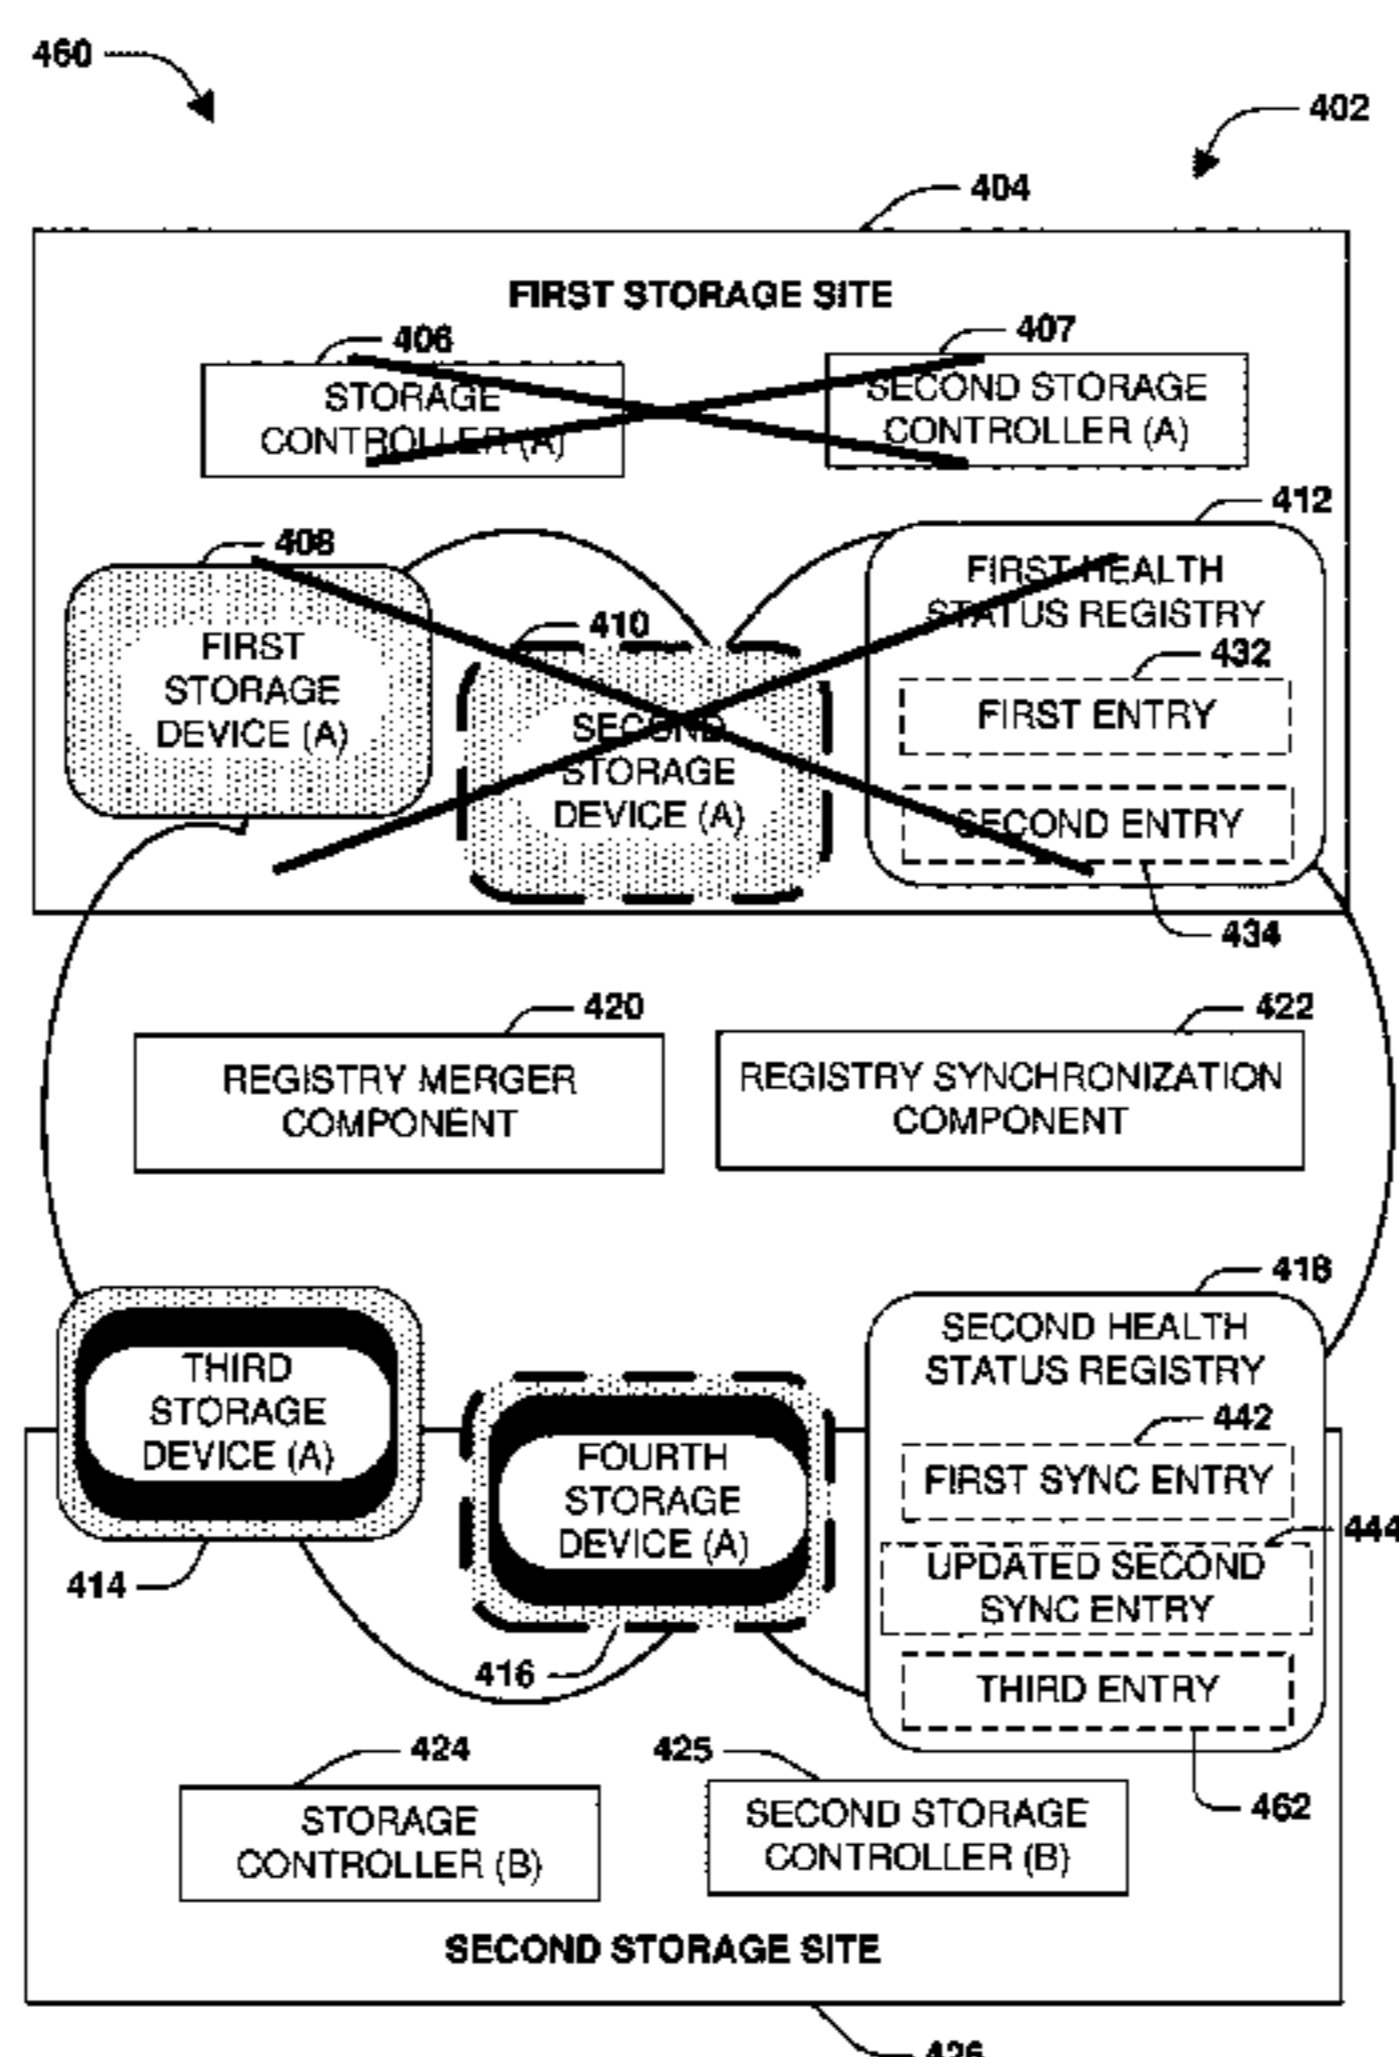 460
402
404
FIRST STORAGE SITE
406
407
STORAGE
CONTROLLER (A)
SECOND STORAGE
CONTROLLER (A)
412
408
FIRST HEALTH
STATUS REGISTRY
410
FIRST
STORAGE
DEVICE (A)
432
FIRST ENTRY
SECOND
STORAGE
DEVICE (A)
SECOND ENTRY
434
420
422
REGISTRY MERGER
COMPONENT
REGISTRY SYNCHRONIZATION
COMPONENT
418
SECOND HEALTH
STATUS REGISTRY
THIRD
STORAGE
DEVICE (A)
442
FIRST SYNC ENTRY
FOURTH
STORAGE
DEVICE (A)
444
UPDATED SECOND
SYNC ENTRY
414
416
THIRD ENTRY
424
425
462
STORAGE
CONTROLLER (B)
SECOND STORAGE
CONTROLLER (B)
SECOND STORAGE SITE